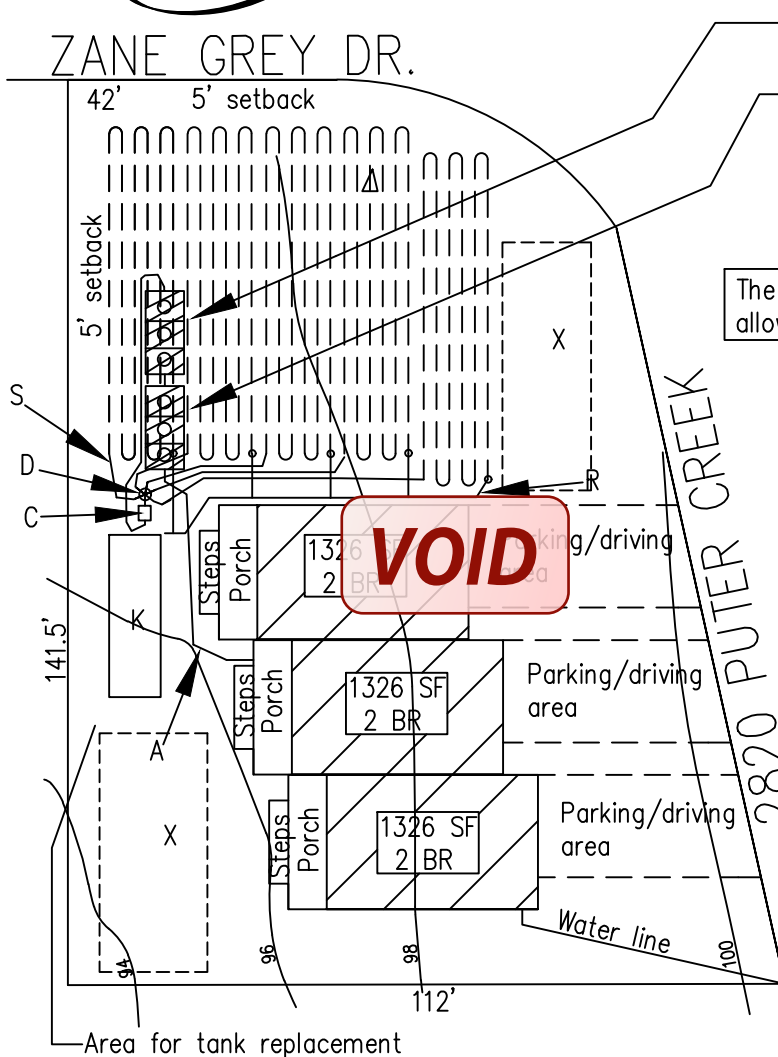 ZANE GREY DR.
42'
5' setback
5' setback
The
allow
X
S
D
C
R
Steps
Porch
1326 SF
2 BR
VOID
Parking/driving
area
K
141.5'
Steps
Porch
1326 SF
2 BR
Parking/driving
area
2820 PUTER CREEK
A
X
Steps
Porch
1326 SF
2 BR
Parking/driving
area
Water line
94
96
98
100
112'
Area for tank replacement